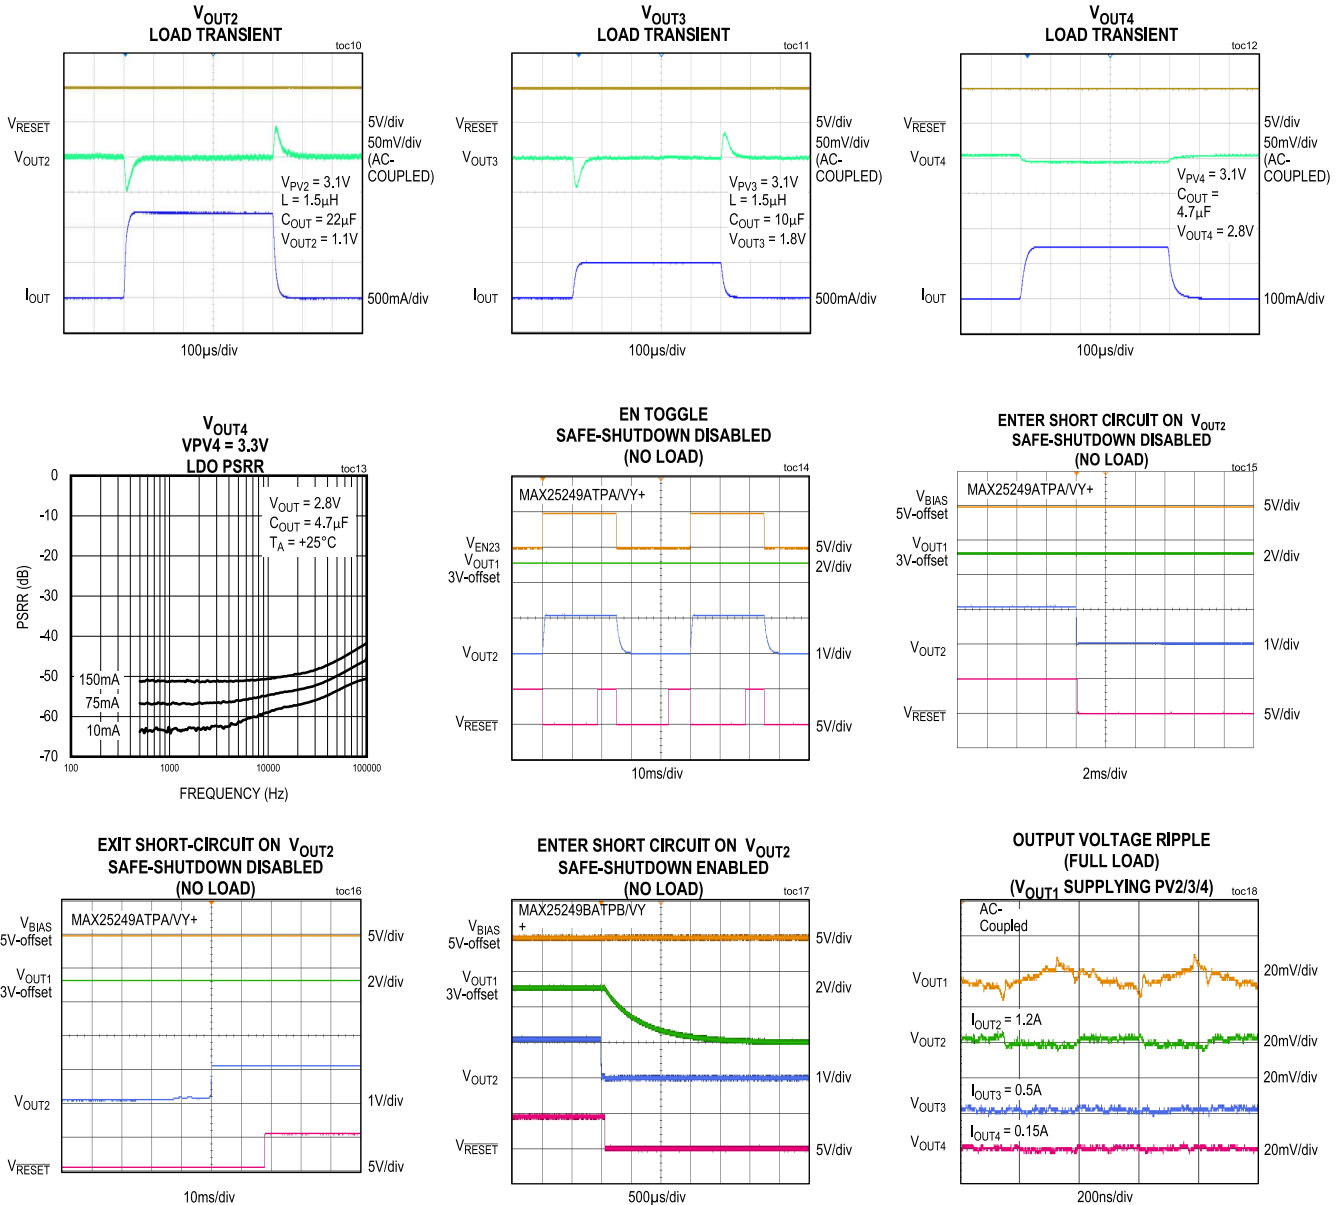 VOUT2
LOAD TRANSIENT
toc10
VRESET
5V/div
50mV/div
VOUT2
(AC-
COUPLED)
VPV2 = 3.1V
L = 1.5µH
COUT = 22µF
VOUT2 = 1.1V
IOUT
500mA/div
100µs/div
VOUT3
LOAD TRANSIENT
toc11
VRESET
5V/div
50mV/div
VOUT3
(AC-
COUPLED)
VPV3 = 3.1V
L = 1.5µH
COUT = 10µF
VOUT3 = 1.8V
IOUT
500mA/div
100µs/div
VOUT4
LOAD TRANSIENT
toc12
VRESET
5V/div
50mV/div
VOUT4
(AC-
COUPLED)
VPV4 = 3.1V
COUT =
4.7µF
VOUT4 = 2.8V
IOUT
100mA/div
100µs/div
VOUT4
VPV4 = 3.3V
LDO PSRR
toc13
0
-10
-20
-30
-40
-50
-60
-70
PSRR (dB)
VOUT = 2.8V
COUT = 4.7µF
TA = +25°C
150mA
75mA
10mA
100
1000
10000
100000
FREQUENCY (Hz)
EN TOGGLE
SAFE-SHUTDOWN DISABLED
(NO LOAD)
toc14
MAX25249ATPA/VY+
VEN23
5V/div
VOUT1
3V-offset
2V/div
VOUT2
1V/div
VRESET
5V/div
10ms/div
ENTER SHORT CIRCUIT ON VOUT2
SAFE-SHUTDOWN DISABLED
(NO LOAD)
toc15
MAX25249ATPA/VY+
VBIAS
5V-offset
5V/div
VOUT1
3V-offset
2V/div
VOUT2
1V/div
VRESET
5V/div
2ms/div
EXIT SHORT-CIRCUIT ON VOUT2
SAFE-SHUTDOWN DISABLED
(NO LOAD)
toc16
MAX25249ATPA/VY+
VBIAS
5V-offset
5V/div
VOUT1
3V-offset
2V/div
VOUT2
1V/div
VRESET
5V/div
10ms/div
ENTER SHORT CIRCUIT ON VOUT2
SAFE-SHUTDOWN ENABLED
(NO LOAD)
toc17
MAX25249BATPB/VY
+
VBIAS
5V-offset
5V/div
VOUT1
3V-offset
2V/div
VOUT2
1V/div
VRESET
5V/div
500µs/div
OUTPUT VOLTAGE RIPPLE
(FULL LOAD)
(VOUT1 SUPPLYING PV2/3/4)
toc18
AC-
Coupled
VOUT1
20mV/div
IOUT2 = 1.2A
VOUT2
20mV/div
20mV/div
IOUT3 = 0.5A
VOUT3
IOUT4 = 0.15A
VOUT4
20mV/div
200ns/div